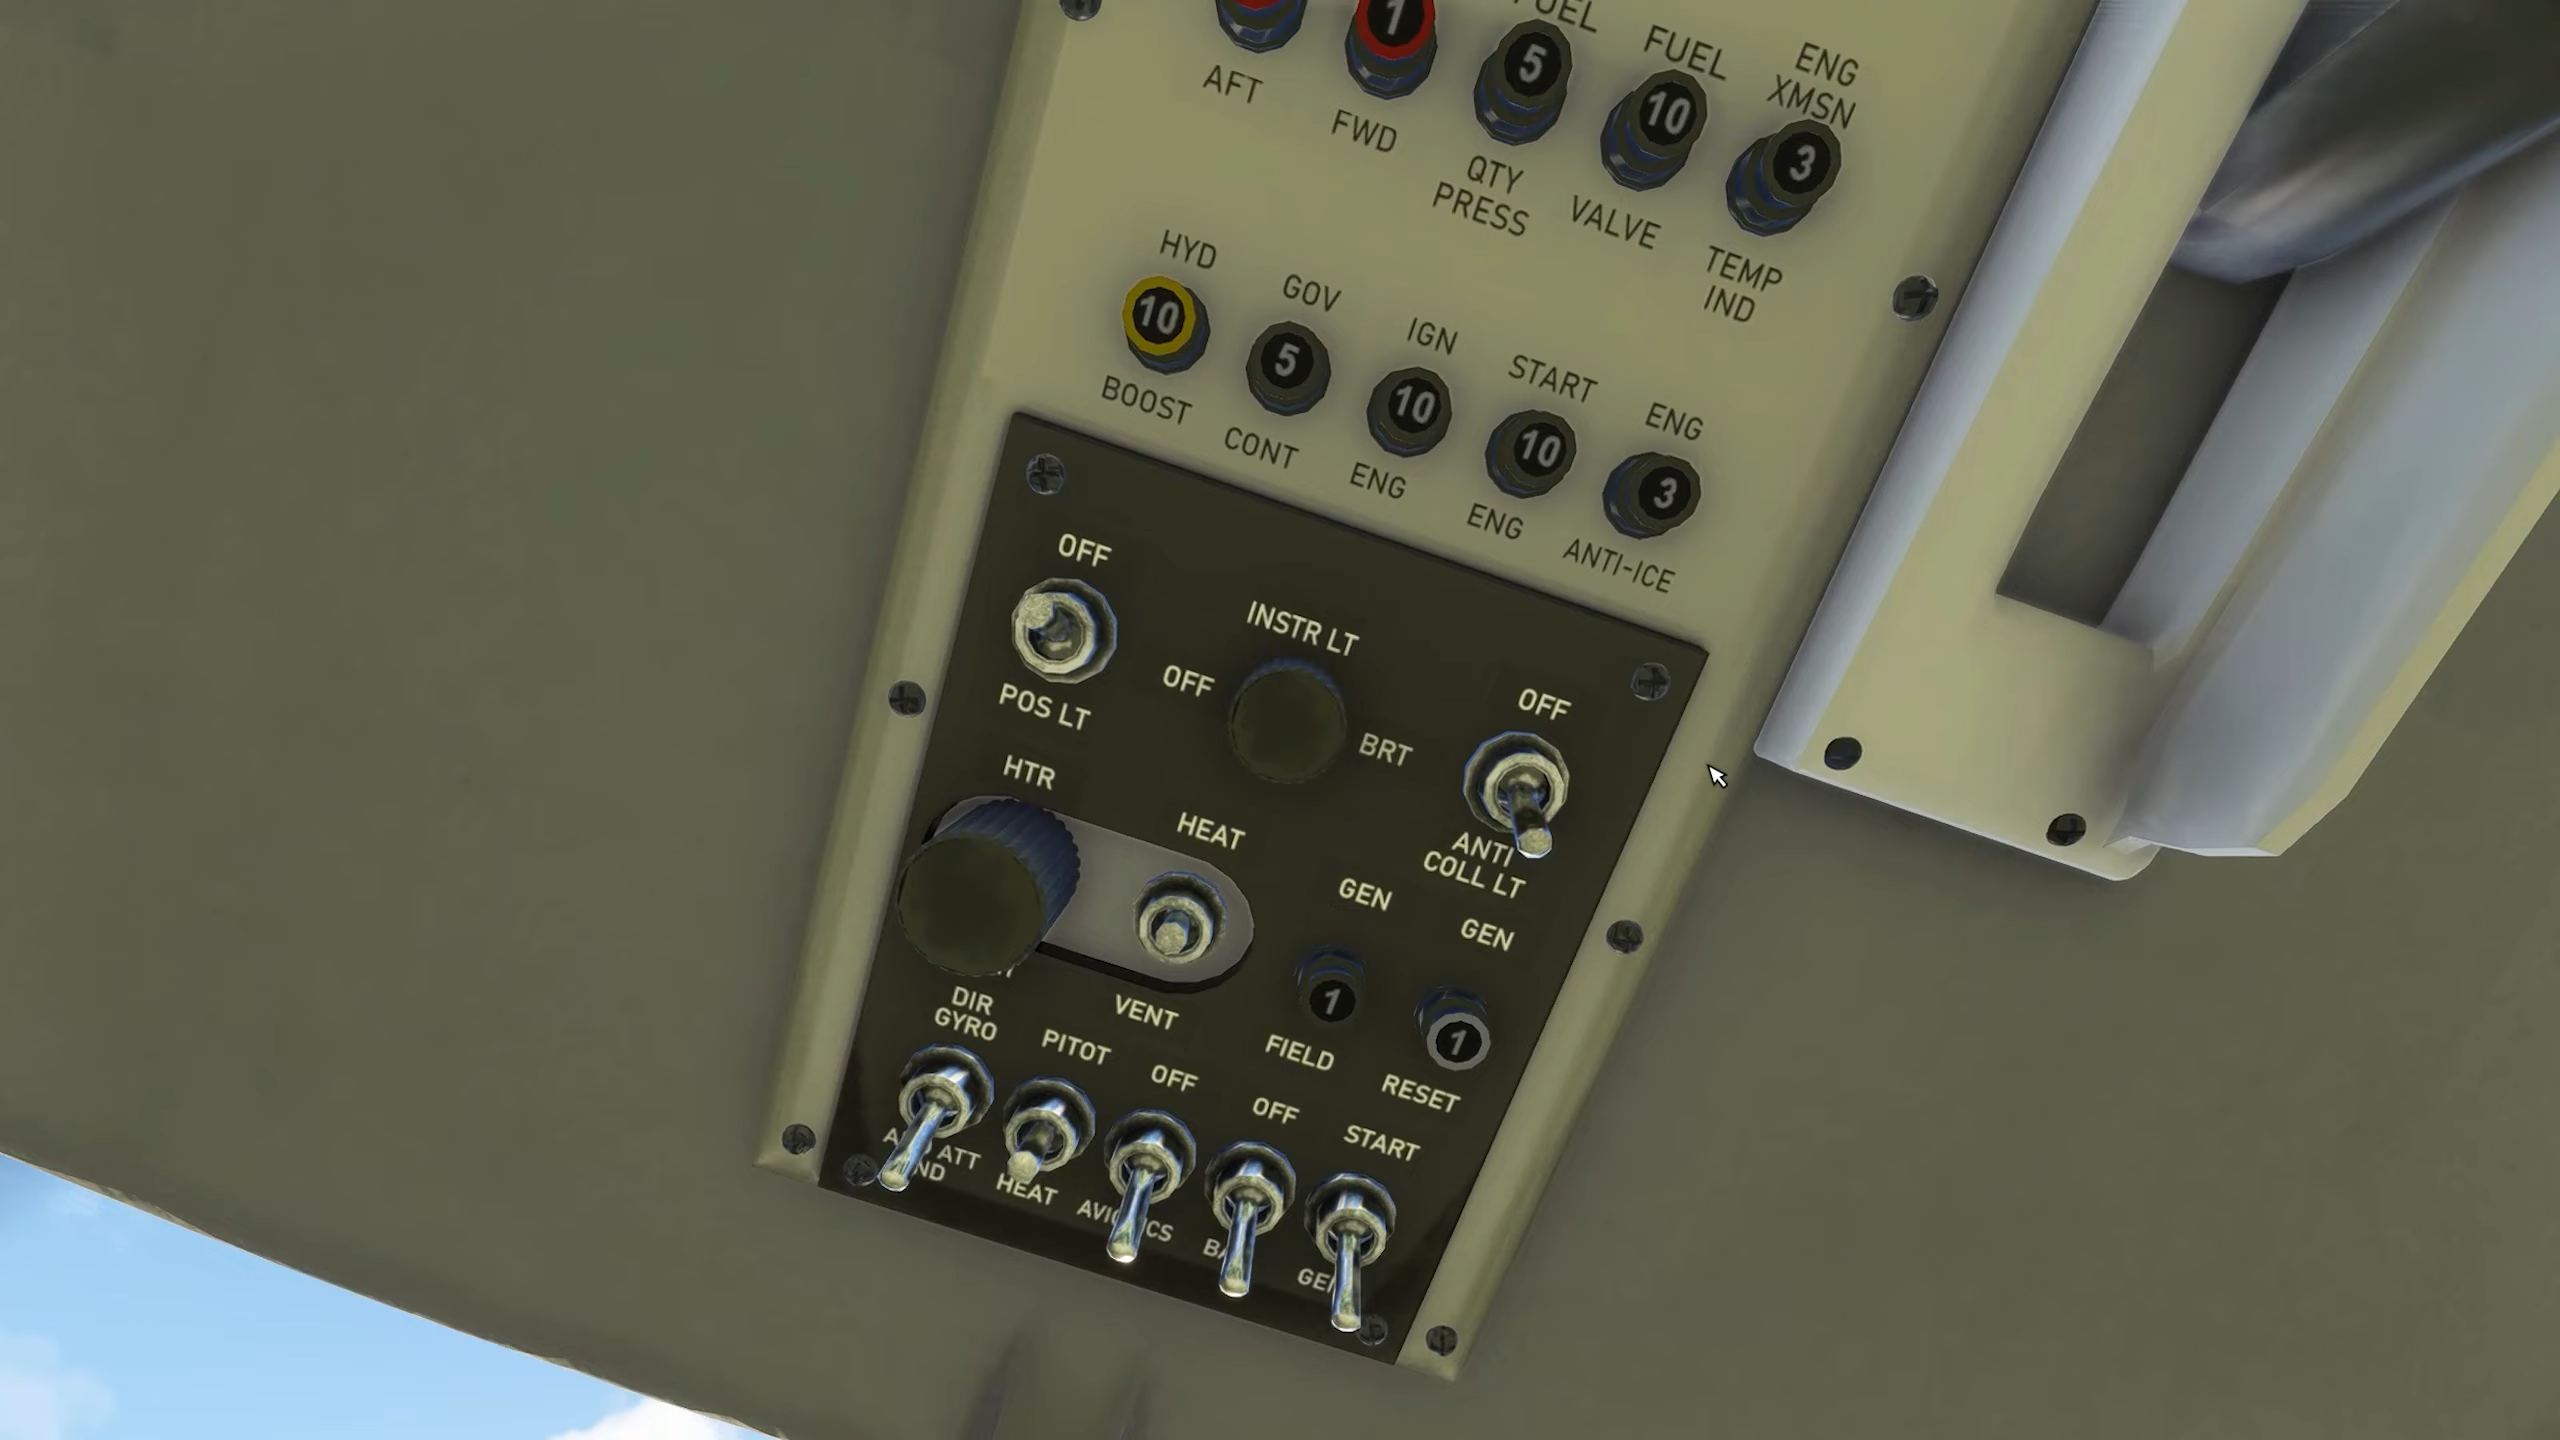 1
5
10
3
AFT
FWD
QTY
PRESS
FUEL
VALVE
ENG
XMSN
TEMP
IND
HYD
GOV
IGN
START
ENG
10
5
10
10
3
BOOST
CONT
ENG
ENG
ANTI-ICE
OFF
INSTR LT
OFF
BRT
POS LT
OFF
ANTI
COLL LT
HTR
HEAT
VENT
GEN
GEN
1
1
FIELD
RESET
DIR
GYRO
PITOT
OFF
OFF
START
ATT
HEAT